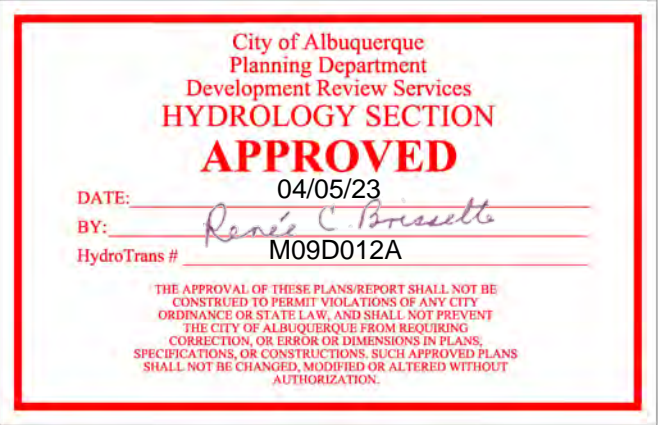 City of Albuquerque
Planning Department
Development Review Services
HYDROLOGY SECTION
APPROVED
DATE: 04/05/23
BY: Renée C. Brissette
HydroTrans # M09D012A
THE APPROVAL OF THESE PLANS/REPORT SHALL NOT BE
CONSTRUED TO PERMIT VIOLATIONS OF ANY CITY
ORDINANCE OR STATE LAW, AND SHALL NOT PREVENT
THE CITY OF ALBUQUERQUE FROM REQUIRING
CORRECTION, OR ERROR OR DIMENSIONS IN PLANS,
SPECIFICATIONS, OR CONSTRUCTIONS. SUCH APPROVED PLANS
SHALL NOT BE CHANGED, MODIFIED OR ALTERED WITHOUT
AUTHORIZATION.